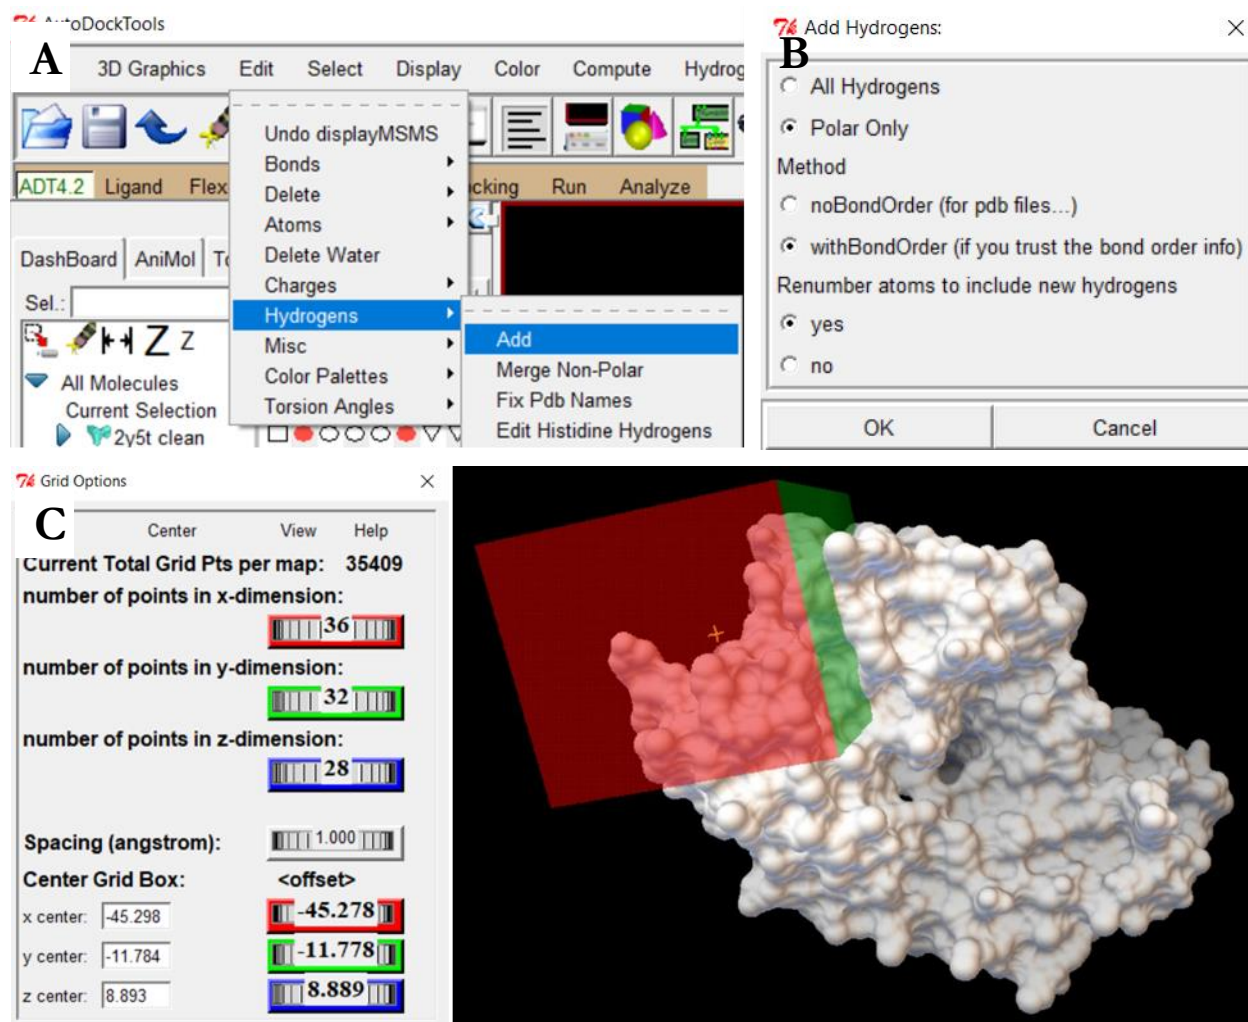 AutoDockTools
A
3D Graphics Edit Select Display Color Compute Hydrog
Undo displayMSMS
Bonds
Delete
Atoms
Delete Water
Charges
Hydrogens
Misc
Color Palettes
Torsion Angles
Add
Merge Non-Polar
Fix Pdb Names
Edit Histidine Hydrogens
ADT4.2 Ligand Flex cking Run Analyze
DashBoard AniMol To
Sel.:
Z Z
All Molecules
Current Selection
2y5t clean
B
Add Hydrogens:
All Hydrogens
Polar Only
Method
noBondOrder (for pdb files...)
withBondOrder (if you trust the bond order info)
Renumber atoms to include new hydrogens
yes
no
OK Cancel
Grid Options
C
Center View Help
Current Total Grid Pts per map: 35409
number of points in x-dimension:
36
number of points in y-dimension:
32
number of points in z-dimension:
28
Spacing (angstrom): 1.000
Center Grid Box: <offset>
x center: -45.298 -45.278
y center: -11.784 -11.778
z center: 8.893 8.889